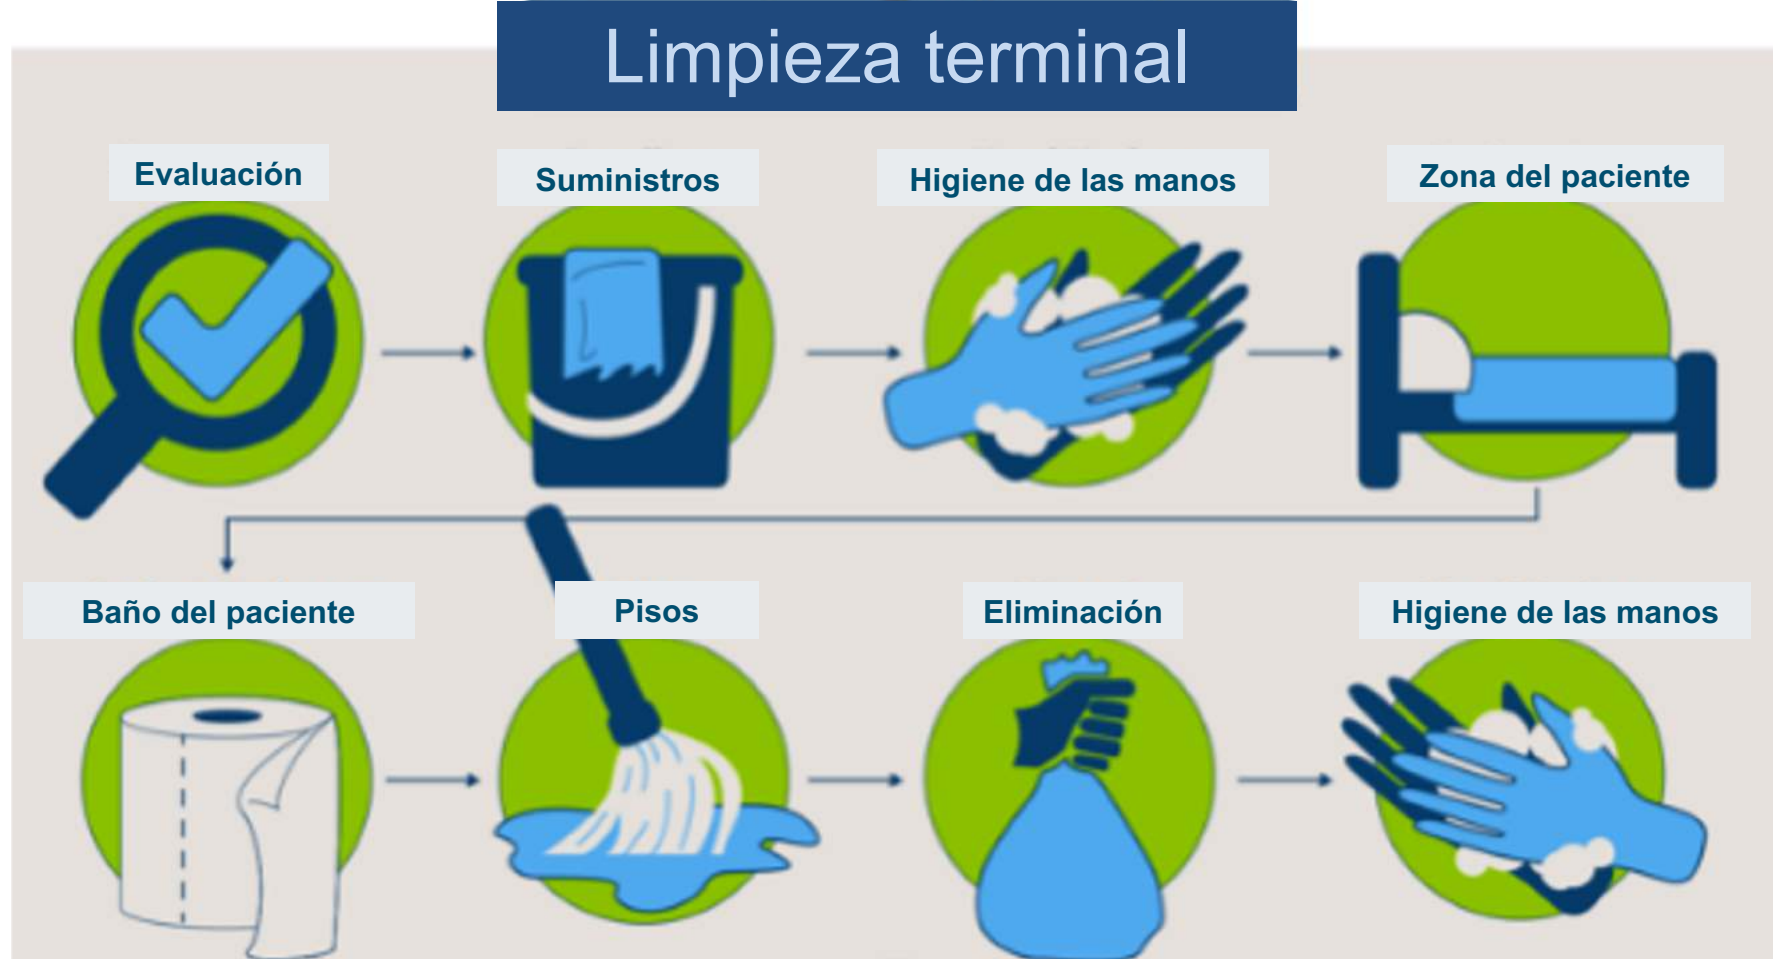 Limpieza terminal
Evaluación
Suministros
Higiene de las manos
Zona del paciente
Baño del paciente
Pisos
Eliminación
Higiene de las manos